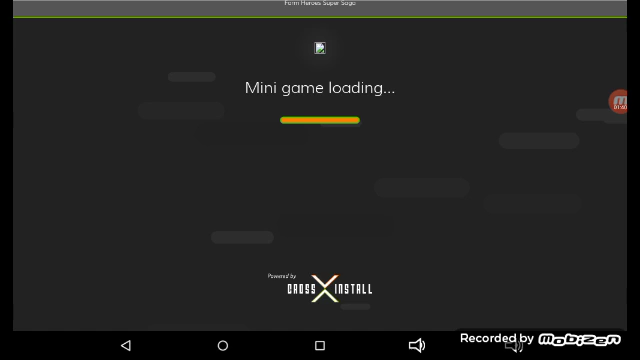 Farm Heroes Super Saga
Mini game loading...
Powered by
CROSS INSTALL
Recorded by MOBIZEN